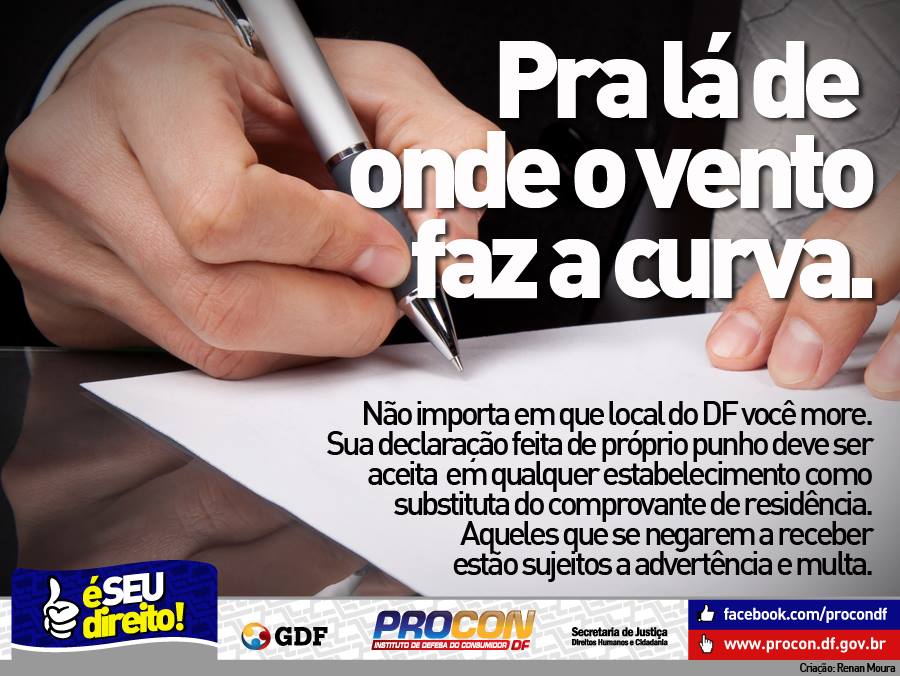 Pra lá de
onde o vento
faz a curva.
Não importa em que local do DF você more.
Sua declaração feita de próprio punho deve ser
aceita em qualquer estabelecimento como
substituta do comprovante de residência.
Aqueles que se negarem a receber
estão sujeitos a advertência e multa.
é SEU
direito!
GDF
PROCON
INSTITUTO DE DEFESA DO CONSUMIDOR DF
Secretaria de Justiça
Direitos Humanos e Cidadania
facebook.com/procondf
www.procon.df.gov.br
Criação: Renan Moura